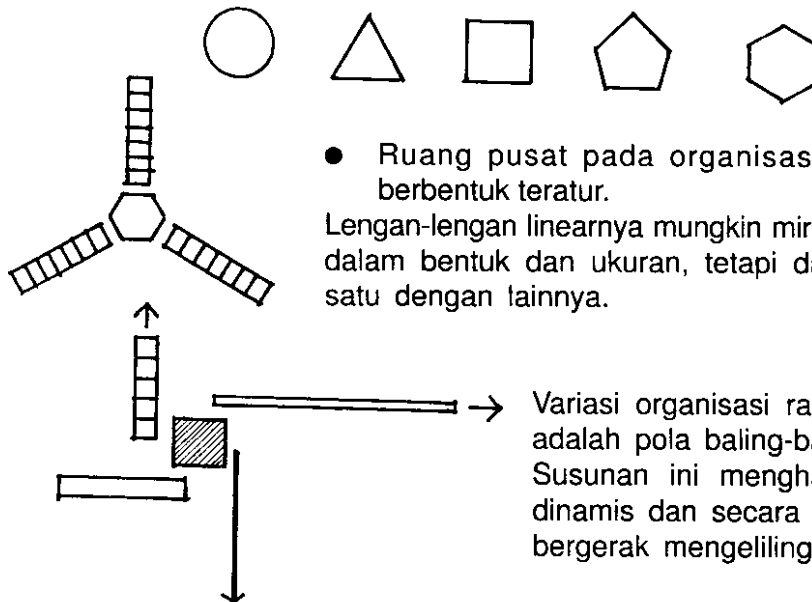 ● Ruang pusat pada organisas
berbentuk teratur.
Lengan-lengan linearnya mungkin mir
dalam bentuk dan ukuran, tetapi da
satu dengan lainnya.
Variasi organisasi ra
adalah pola baling-ba
Susunan ini mengha
dinamis dan secara
bergerak mengeliling